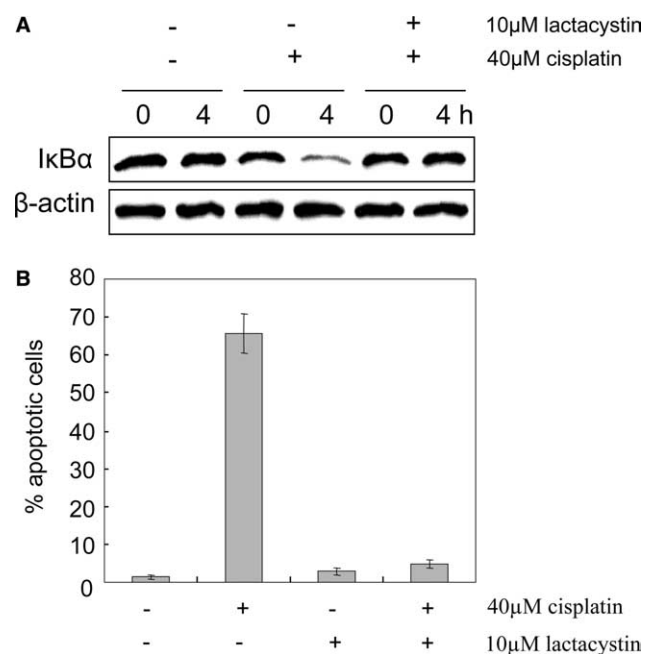 A - - + 10μM lactacystin
- + + 40μM cisplatin
0 4 0 4 0 4 h
IκBα
β-actin
B
% apoptotic cells
80
70
60
50
40
30
20
10
0
- + - + 40μM cisplatin
- - + + 10μM lactacystin